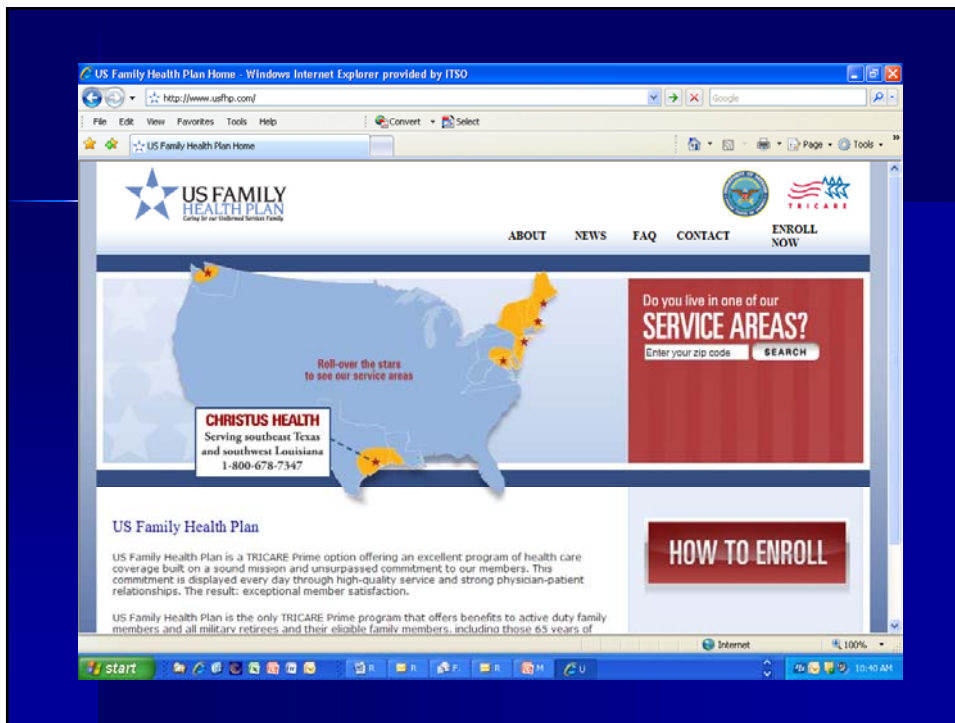 US Family Health Plan Home - Windows Internet Explorer provided by ITSO
http://www.usfhp.com/
Google
File Edit View Favorites Tools Help
Convert Select
US Family Health Plan Home
Page Tools
US FAMILY
HEALTH PLAN
Caring for our Uniformed Services Family
TRICARE
ABOUT NEWS FAQ CONTACT ENROLL
NOW
Roll-over the stars
to see our service areas
CHRISTUS HEALTH
Serving southeast Texas
and southwest Louisiana
1-800-678-7347
Do you live in one of our
SERVICE AREAS?
Enter your zip code SEARCH
US Family Health Plan
US Family Health Plan is a TRICARE Prime option offering an excellent program of health care
coverage built on a sound mission and unsurpassed commitment to our members. This
commitment is displayed every day through high-quality service and strong physician-patient
relationships. The result: exceptional member satisfaction.
US Family Health Plan is the only TRICARE Prime program that offers benefits to active duty family
members and all military retirees and their eligible family members, including those 65 years of
HOW TO ENROLL
Internet 100%
start R R F. R M U 10:40 AM